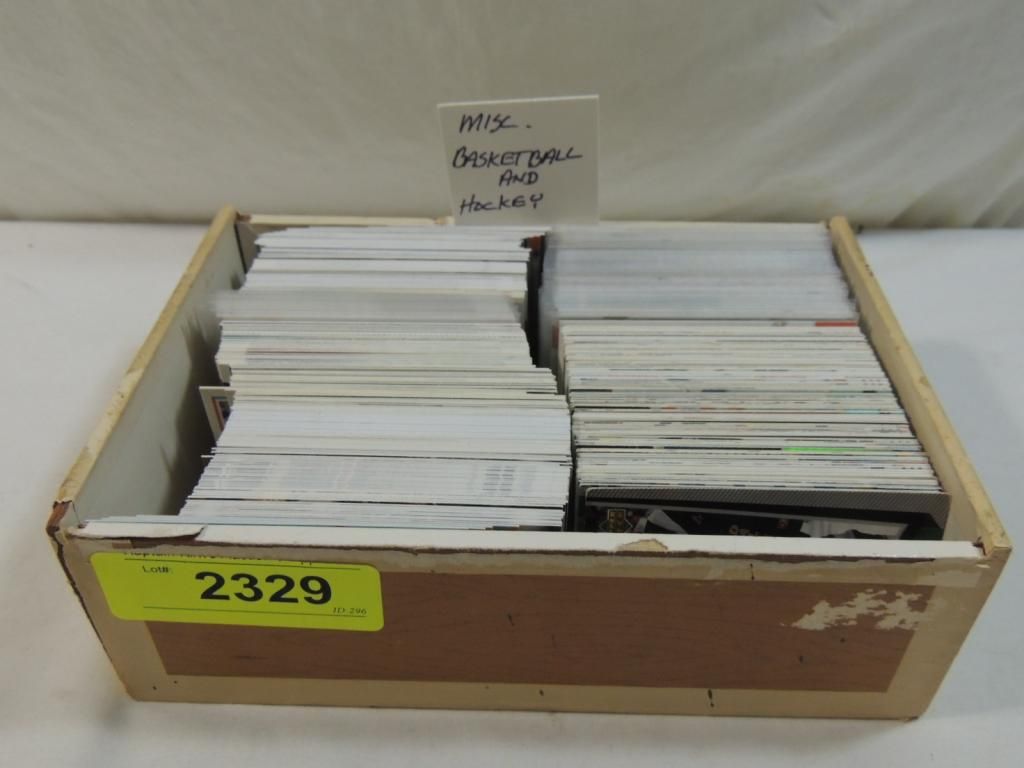 MISC.
BASKETBALL
AND
HOCKEY
Lot#:
2329
ID:296